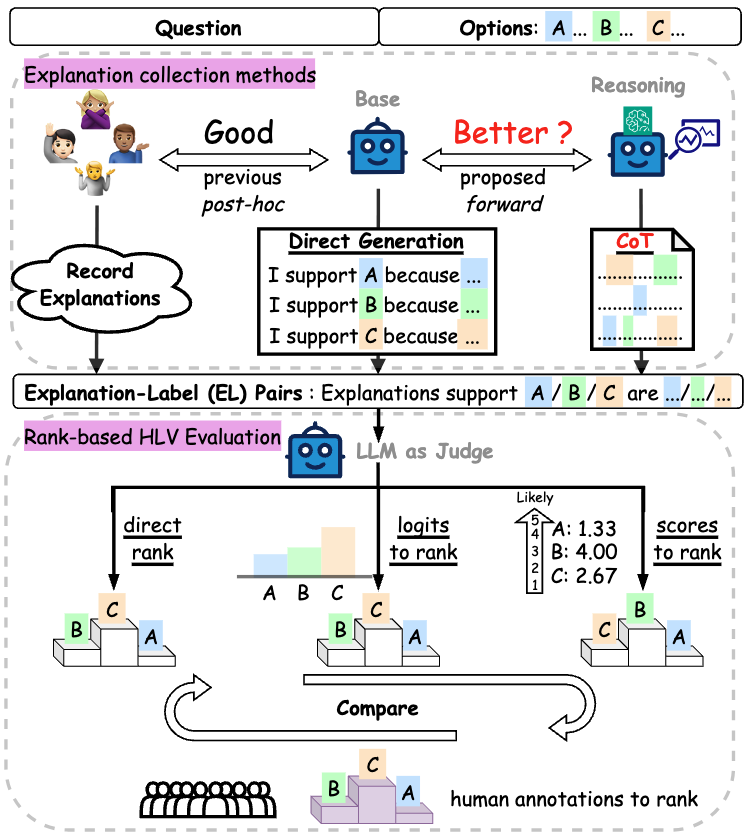 Question
Options: A... B... C...
Explanation collection methods
Base
Reasoning
Good
Better ?
previous
post-hoc
proposed
forward
Record
Explanations
Direct Generation
I support A because ...
I support B because ...
I support C because ...
CoT
Explanation-Label (EL) Pairs : Explanations support A / B / C are .../.../...
Rank-based HLV Evaluation
LLM as Judge
direct
rank
A B C
logits
to rank
Likely
5
4
3
2
1
A: 1.33
B: 4.00
C: 2.67
scores
to rank
B C A
B C A
C B A
Compare
B C A
human annotations to rank